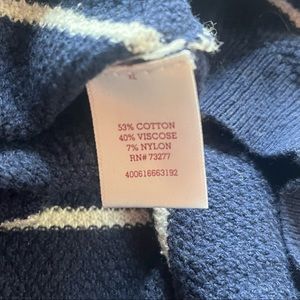 XL
53% COTTON
40% VISCOSE
7% NYLON
RN# 73277
400616663192